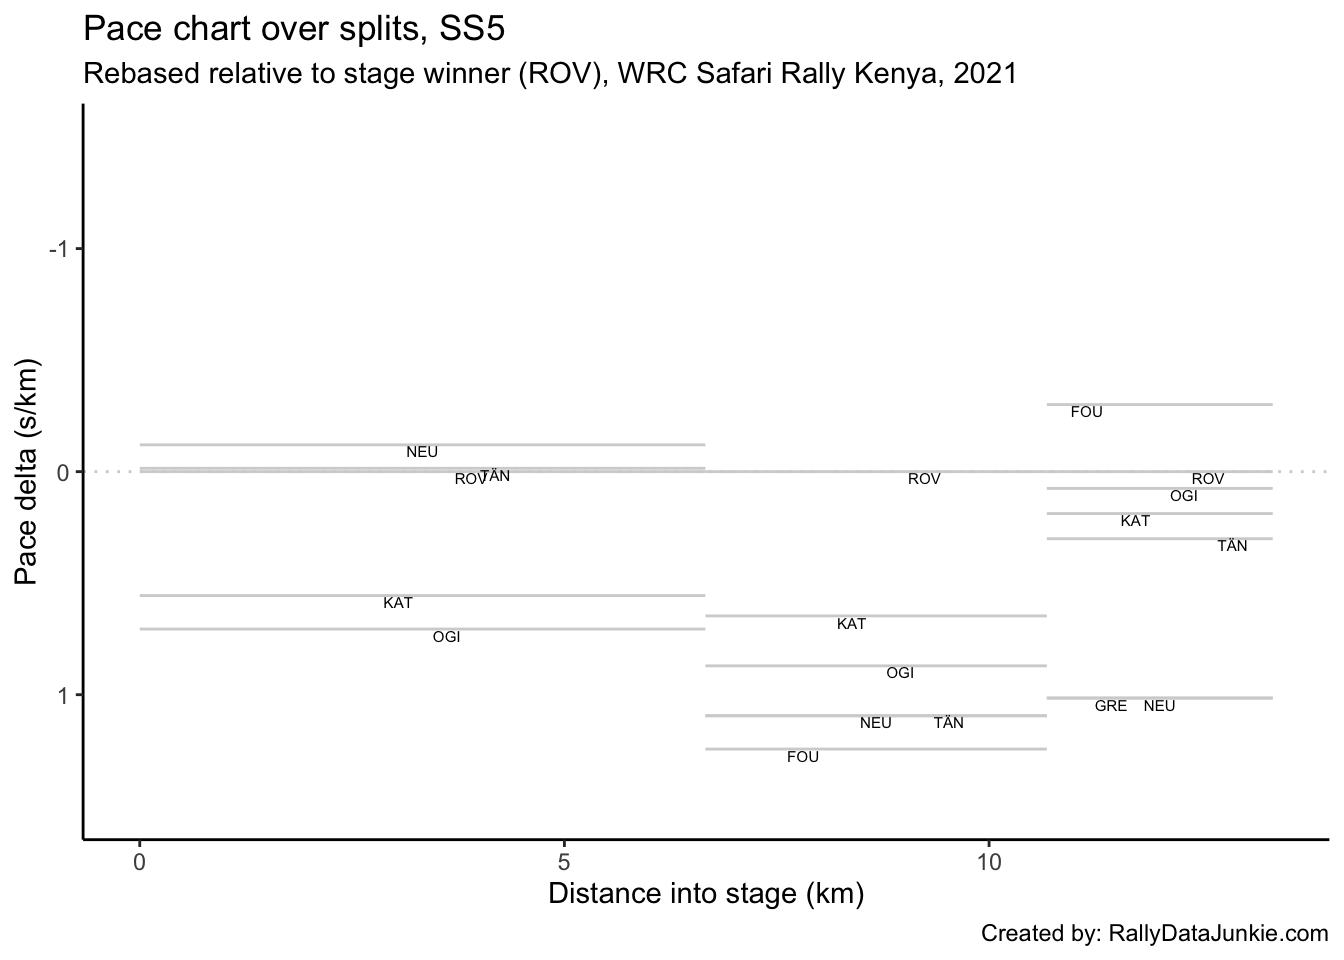 Pace chart over splits, SS5
Rebased relative to stage winner (ROV), WRC Safari Rally Kenya, 2021
Pace delta (s/km)
-1
0
1
FOU
NEU
ROV
TÄN
ROV
ROV
OGI
KAT
TÄN
KAT
OGI
KAT
OGI
GRE
NEU
NEU
TÄN
FOU
0
5
10
Distance into stage (km)
Created by: RallyDataJunkie.com